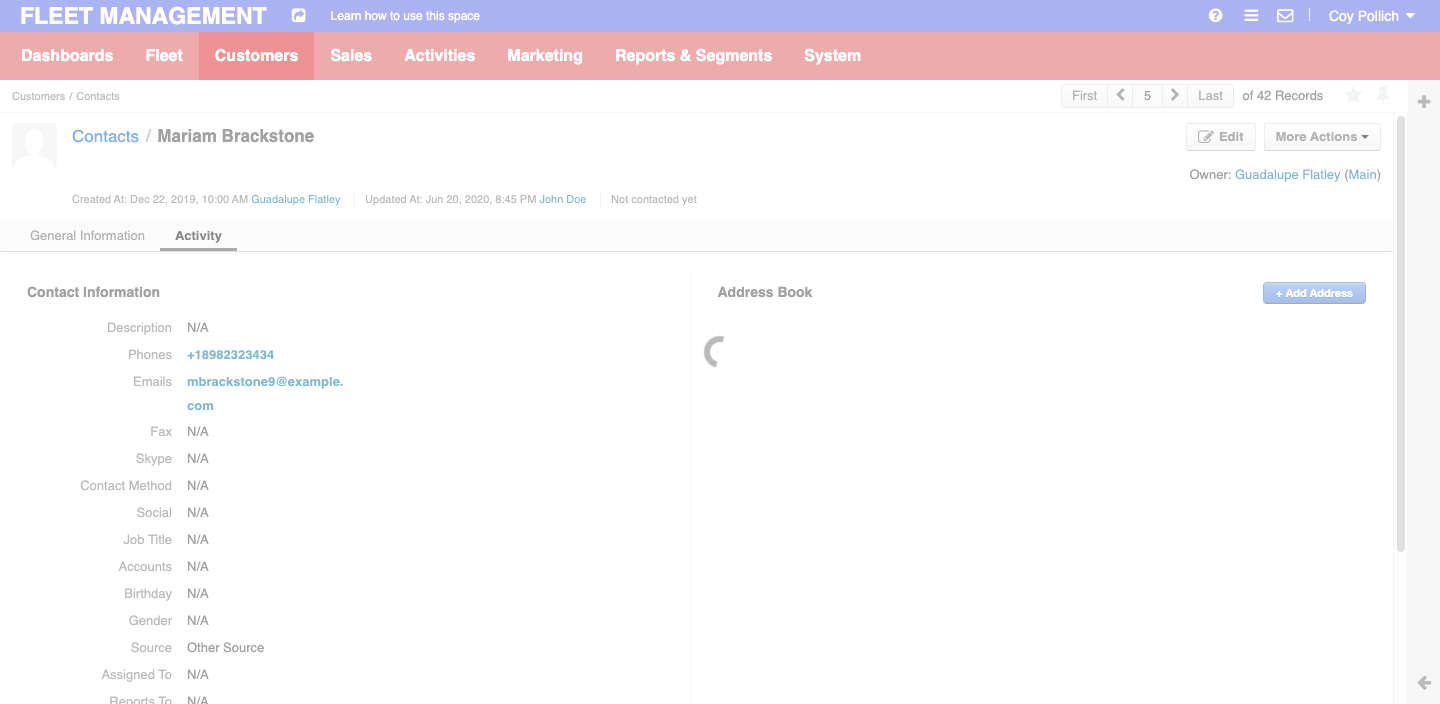 FLEET MANAGEMENT Learn how to use this space Coy Pollich
Dashboards Fleet Customers Sales Activities Marketing Reports & Segments System
Customers / Contacts First 5 Last of 42 Records
Contacts / Mariam Brackstone Edit More Actions
Owner: Guadalupe Flatley (Main)
Created At: Dec 22, 2019, 10:00 AM Guadalupe Flatley Updated At: Jun 20, 2020, 8:45 PM John Doe Not contacted yet
General Information Activity
Contact Information Address Book + Add Address
Description N/A
Phones +18982323434
Emails mbrackstone9@example.
com
Fax N/A
Skype N/A
Contact Method N/A
Social N/A
Job Title N/A
Accounts N/A
Birthday N/A
Gender N/A
Source Other Source
Assigned To N/A
Reports To N/A